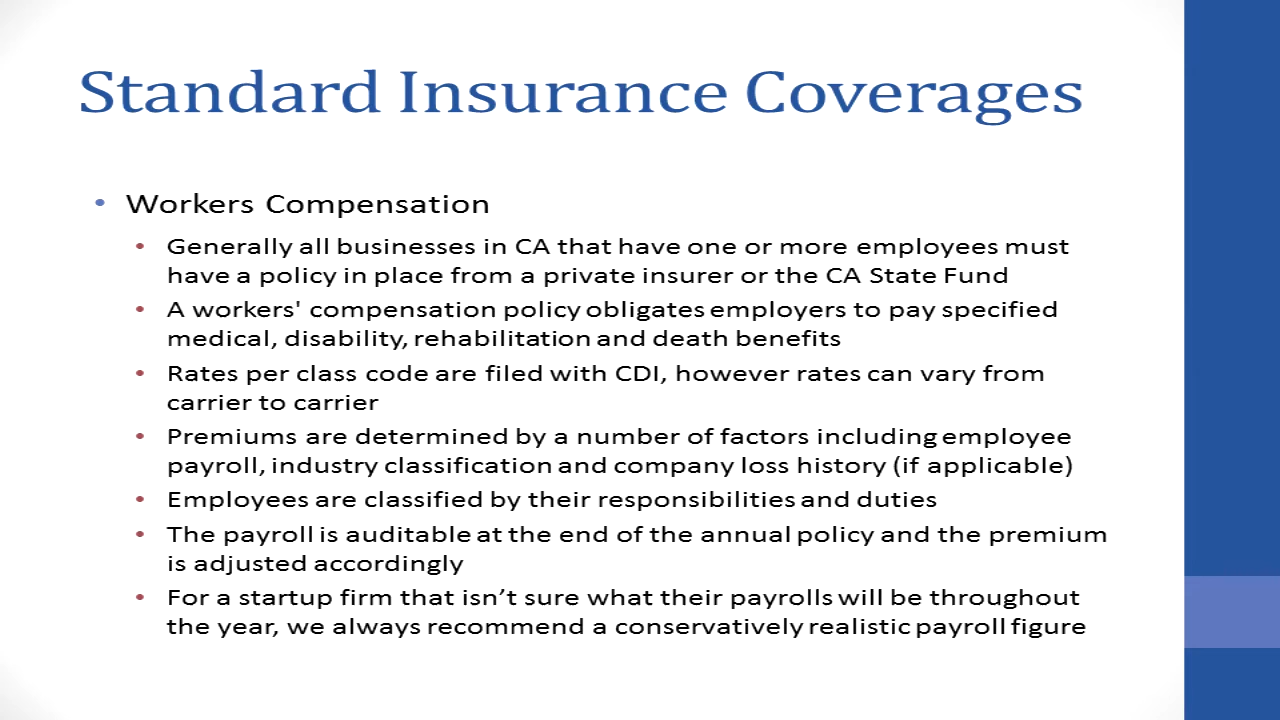 Standard Insurance Coverages
• Workers Compensation
• Generally all businesses in CA that have one or more employees must
have a policy in place from a private insurer or the CA State Fund
• A workers' compensation policy obligates employers to pay specified
medical, disability, rehabilitation and death benefits
• Rates per class code are filed with CDI, however rates can vary from
carrier to carrier
• Premiums are determined by a number of factors including employee
payroll, industry classification and company loss history (if applicable)
• Employees are classified by their responsibilities and duties
• The payroll is auditable at the end of the annual policy and the premium
is adjusted accordingly
• For a startup firm that isn’t sure what their payrolls will be throughout
the year, we always recommend a conservatively realistic payroll figure